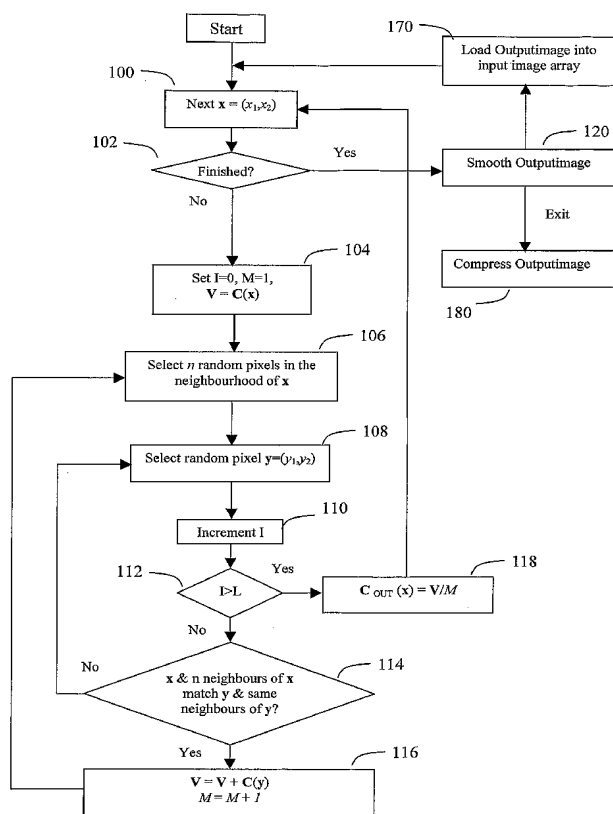 Start
170
Load Outputimage into
input image array
100
Next x = (x1,x2)
102
Finished?
Yes
No
120
Smooth Outputimage
Exit
Compress Outputimage
180
104
Set I=0, M=1,
V = C(x)
106
Select n random pixels in the
neighbourhood of x
108
Select random pixel y=(y1,y2)
110
Increment I
112
I>L
Yes
No
118
C OUT (x) = V/M
114
x & n neighbours of x
match y & same
neighbours of y?
No
Yes
116
V = V + C(y)
M = M + 1